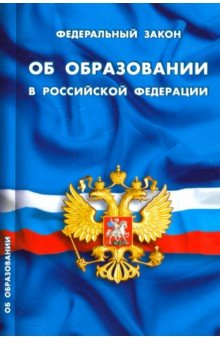 ФЕДЕРАЛЬНЫЙ ЗАКОН
ОБ ОБРАЗОВАНИИ
В РОССИЙСКОЙ ФЕДЕРАЦИИ
ОБ ОБРАЗОВАНИИ